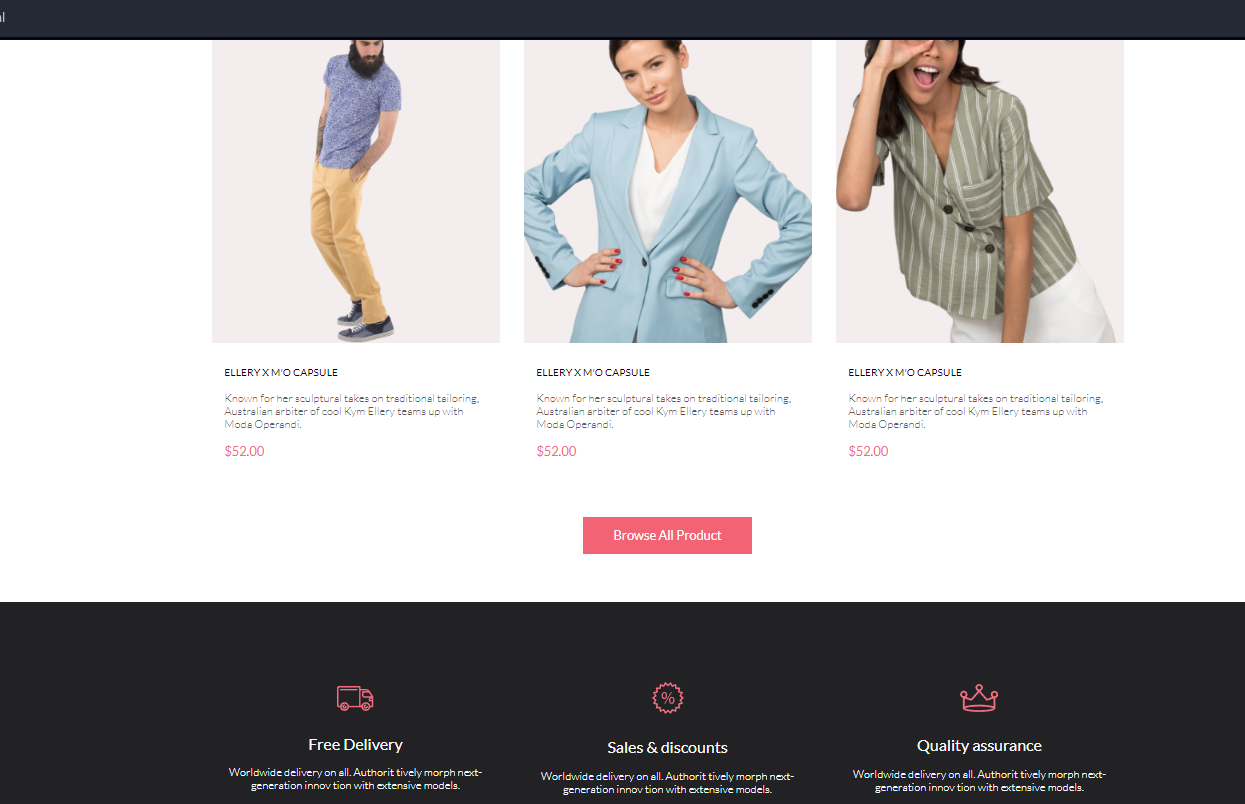 ELLERY X M'O CAPSULE
Known for her sculptural takes on traditional tailoring,
Australian arbiter of cool Kym Ellery teams up with
Moda Operandi.
$52.00
ELLERY X M'O CAPSULE
Known for her sculptural takes on traditional tailoring,
Australian arbiter of cool Kym Ellery teams up with
Moda Operandi.
$52.00
ELLERY X M'O CAPSULE
Known for her sculptural takes on traditional tailoring,
Australian arbiter of cool Kym Ellery teams up with
Moda Operandi.
$52.00
Browse All Product
%
Free Delivery
Worldwide delivery on all. Authorit tively morph next-
generation innov tion with extensive models.
Sales & discounts
Worldwide delivery on all. Authorit tively morph next-
generation innov tion with extensive models.
Quality assurance
Worldwide delivery on all. Authorit tively morph next-
generation innov tion with extensive models.